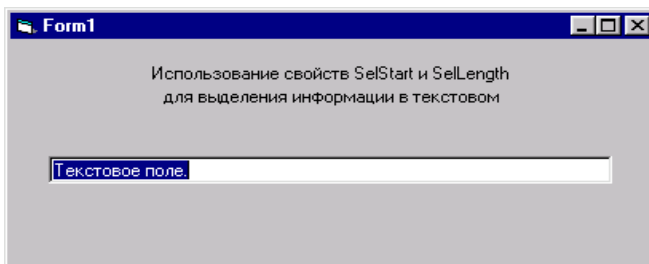 Form1
Использование свойств SelStart и SelLength
для выделения информации в текстовом
Текстовое поле.